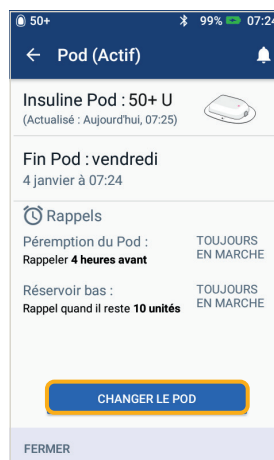 50+ 99% 07:24
Pod (Actif)
Insuline Pod : 50+ U
(Actualisé : Aujourd'hui, 07:25)
Fin Pod : vendredi
4 janvier à 07:24
Rappels
Péremption du Pod : TOUJOURS
Rappeler 4 heures avant EN MARCHE
Réservoir bas : TOUJOURS
Rappel quand il reste 10 unités EN MARCHE
CHANGER LE POD
FERMER